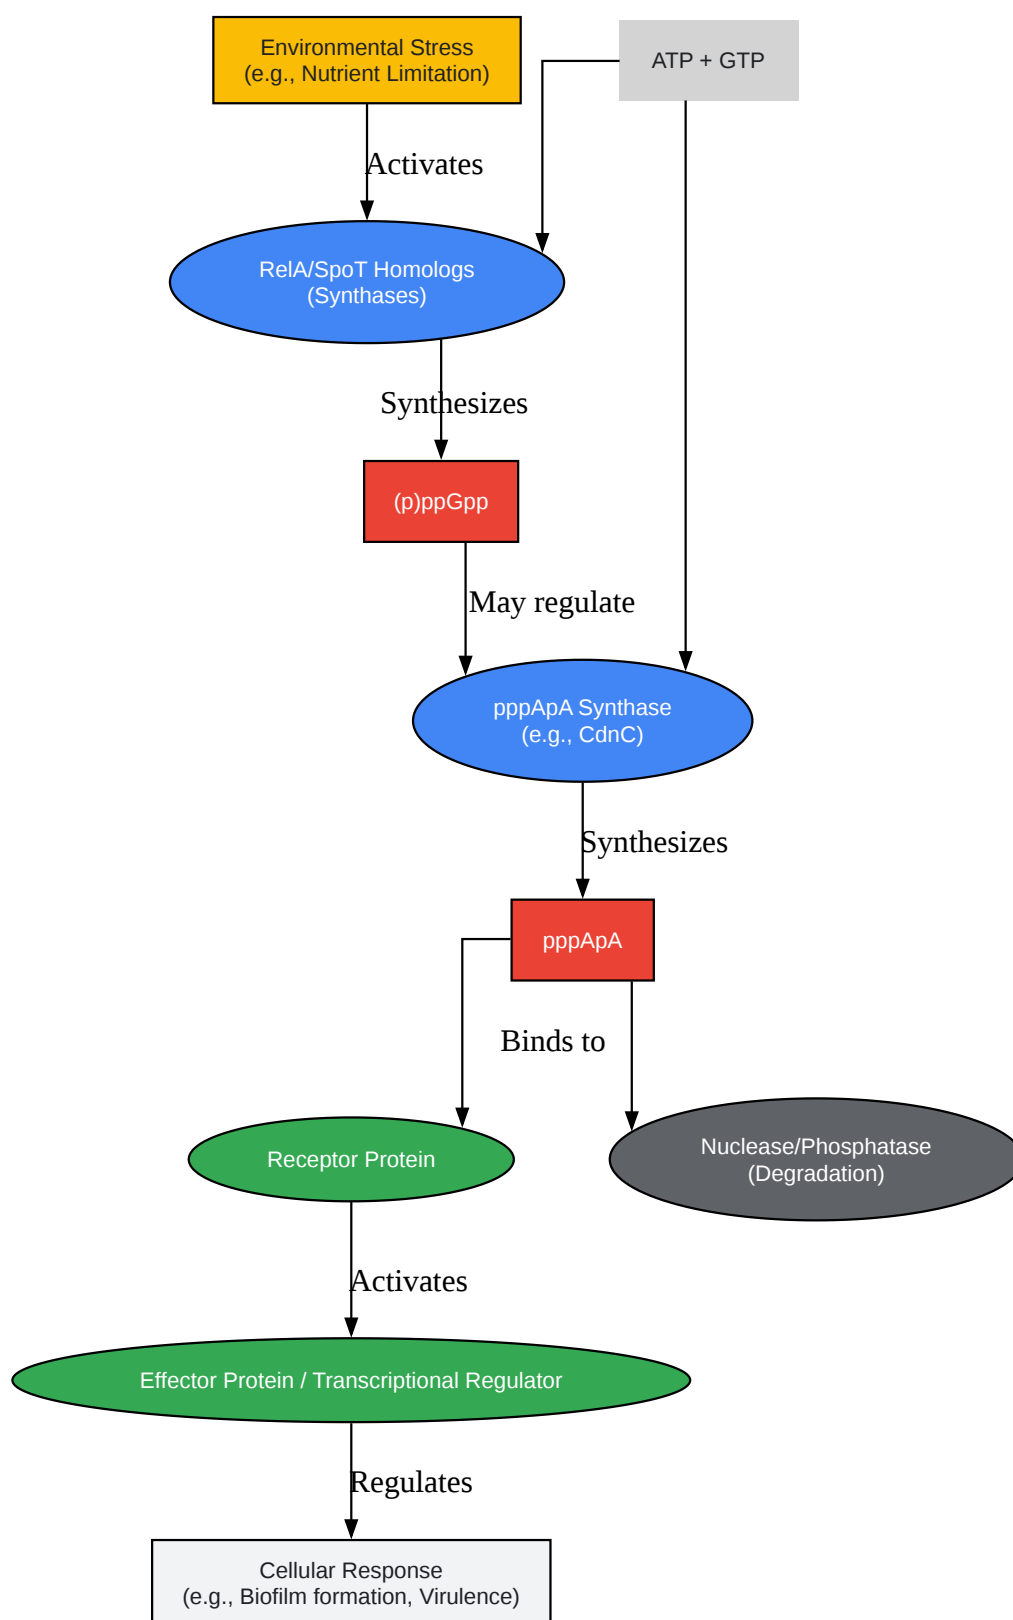 Environmental Stress
(e.g., Nutrient Limitation)
ATP + GTP
Activates
RelA/SpoT Homologs
(Synthases)
Synthesizes
(p)ppGpp
May regulate
pppApA Synthase
(e.g., CdnC)
Synthesizes
pppApA
Binds to
Receptor Protein
Nuclease/Phosphatase
(Degradation)
Activates
Effector Protein / Transcriptional Regulator
Regulates
Cellular Response
(e.g., Biofilm formation, Virulence)